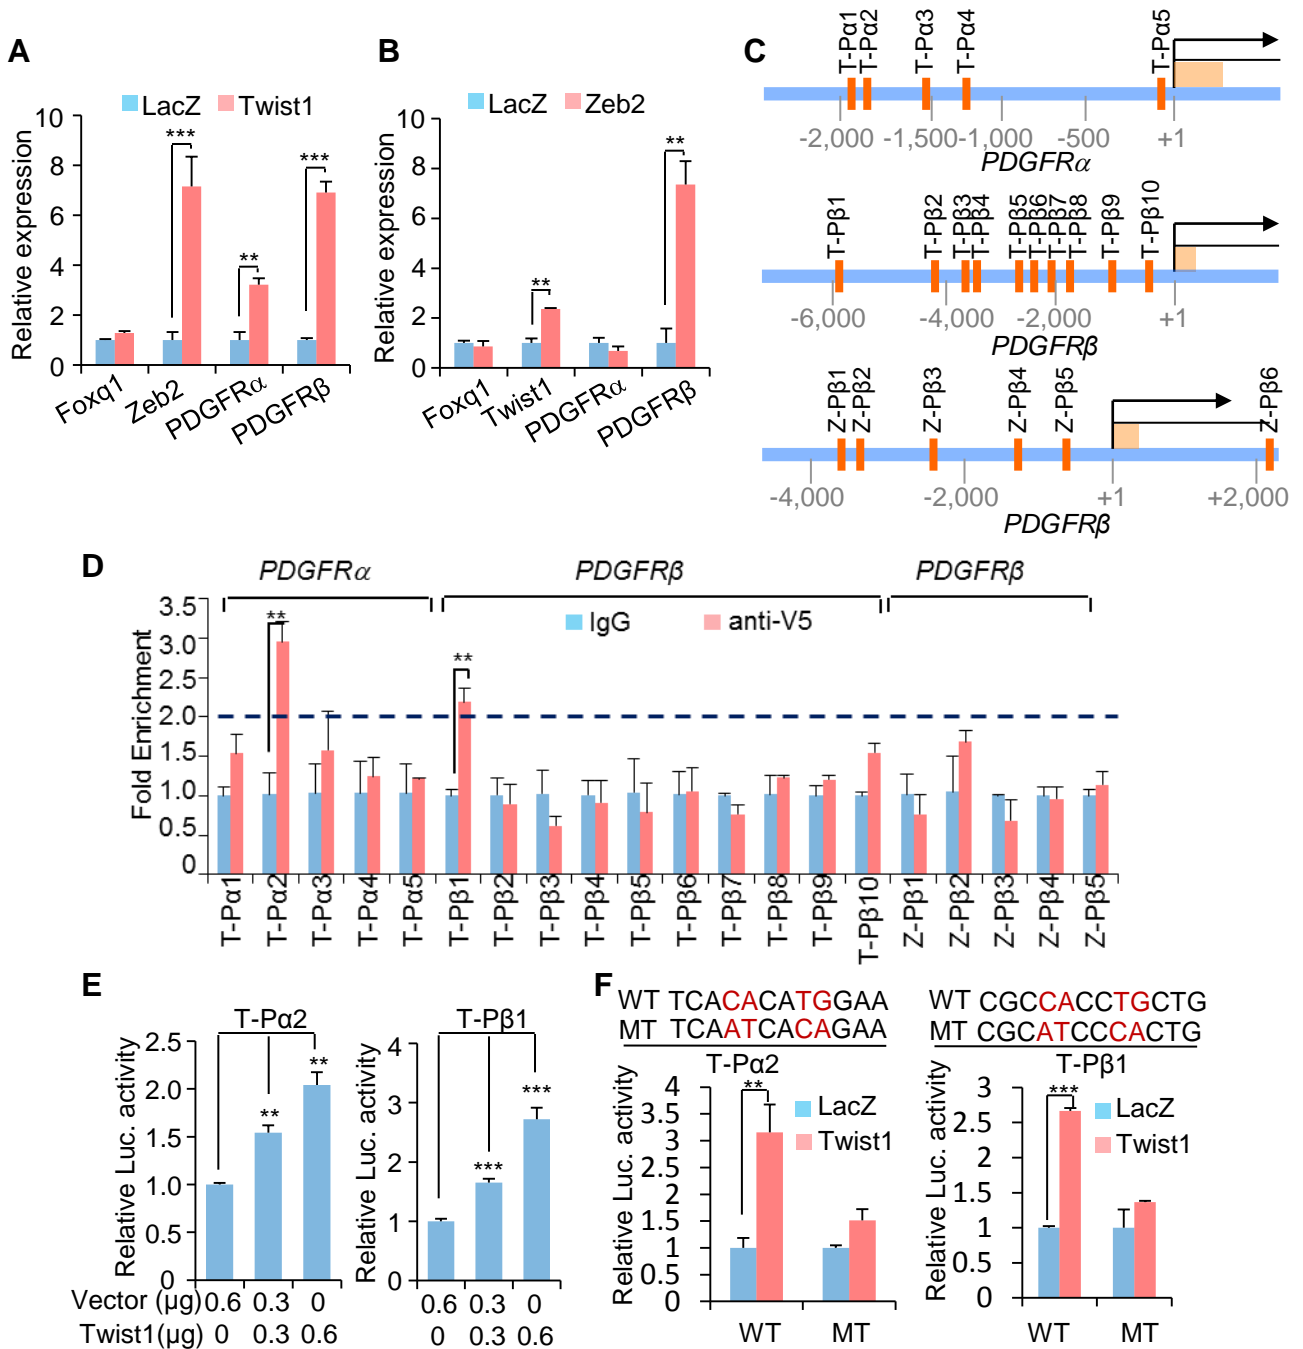 A
LacZ Twist1
Relative expression
10
8
6
4
2
0
***
**
***
Foxq1
Zeb2
PDGFRα
PDGFRβ
B
LacZ Zeb2
Relative expression
10
8
6
4
2
0
**
**
Foxq1
Twist1
PDGFRα
PDGFRβ
C
T-Pα1 T-Pα2 T-Pα3 T-Pα4 T-Pα5
-2,000 -1,500 -1,000 -500 +1
PDGFRα
T-Pβ1 T-Pβ2 T-Pβ3 T-Pβ4 T-Pβ5 T-Pβ6 T-Pβ7 T-Pβ8 T-Pβ9 T-Pβ10
-6,000 -4,000 -2,000 +1
PDGFRβ
Z-Pβ1 Z-Pβ2 Z-Pβ3 Z-Pβ4 Z-Pβ5 Z-Pβ6
-4,000 -2,000 +1 +2,000
PDGFRβ
D
PDGFRα PDGFRβ PDGFRβ
IgG anti-V5
Fold Enrichment
3.5
3.0
2.5
2.0
1.5
1.0
0.5
0
**
**
T-Pα1 T-Pα2 T-Pα3 T-Pα4 T-Pα5 T-Pβ1 T-Pβ2 T-Pβ3 T-Pβ4 T-Pβ5 T-Pβ6 T-Pβ7 T-Pβ8 T-Pβ9 T-Pβ10 Z-Pβ1 Z-Pβ2 Z-Pβ3 Z-Pβ4 Z-Pβ5
E
T-Pα2
Relative Luc. activity
2.5
2.0
1.5
1.0
0.5
0
**
**
T-Pβ1
Relative Luc. activity
4
3
2
1
0
***
***
Vector (µg) 0.6 0.3 0 0.6 0.3 0
Twist1(µg) 0 0.3 0.6 0 0.3 0.6
F
WT TCACACATGGAA
MT TCAATCACAGAA
T-Pα2
Relative Luc. activity
4
3.5
3
2.5
2
1.5
1
0.5
0
**
LacZ
Twist1
WT MT
WT CGCCACCTGCTG
MT CGCATCCCACTG
T-Pβ1
Relative Luc. activity
3
2.5
2
1.5
1
0.5
0
***
LacZ
Twist1
WT MT